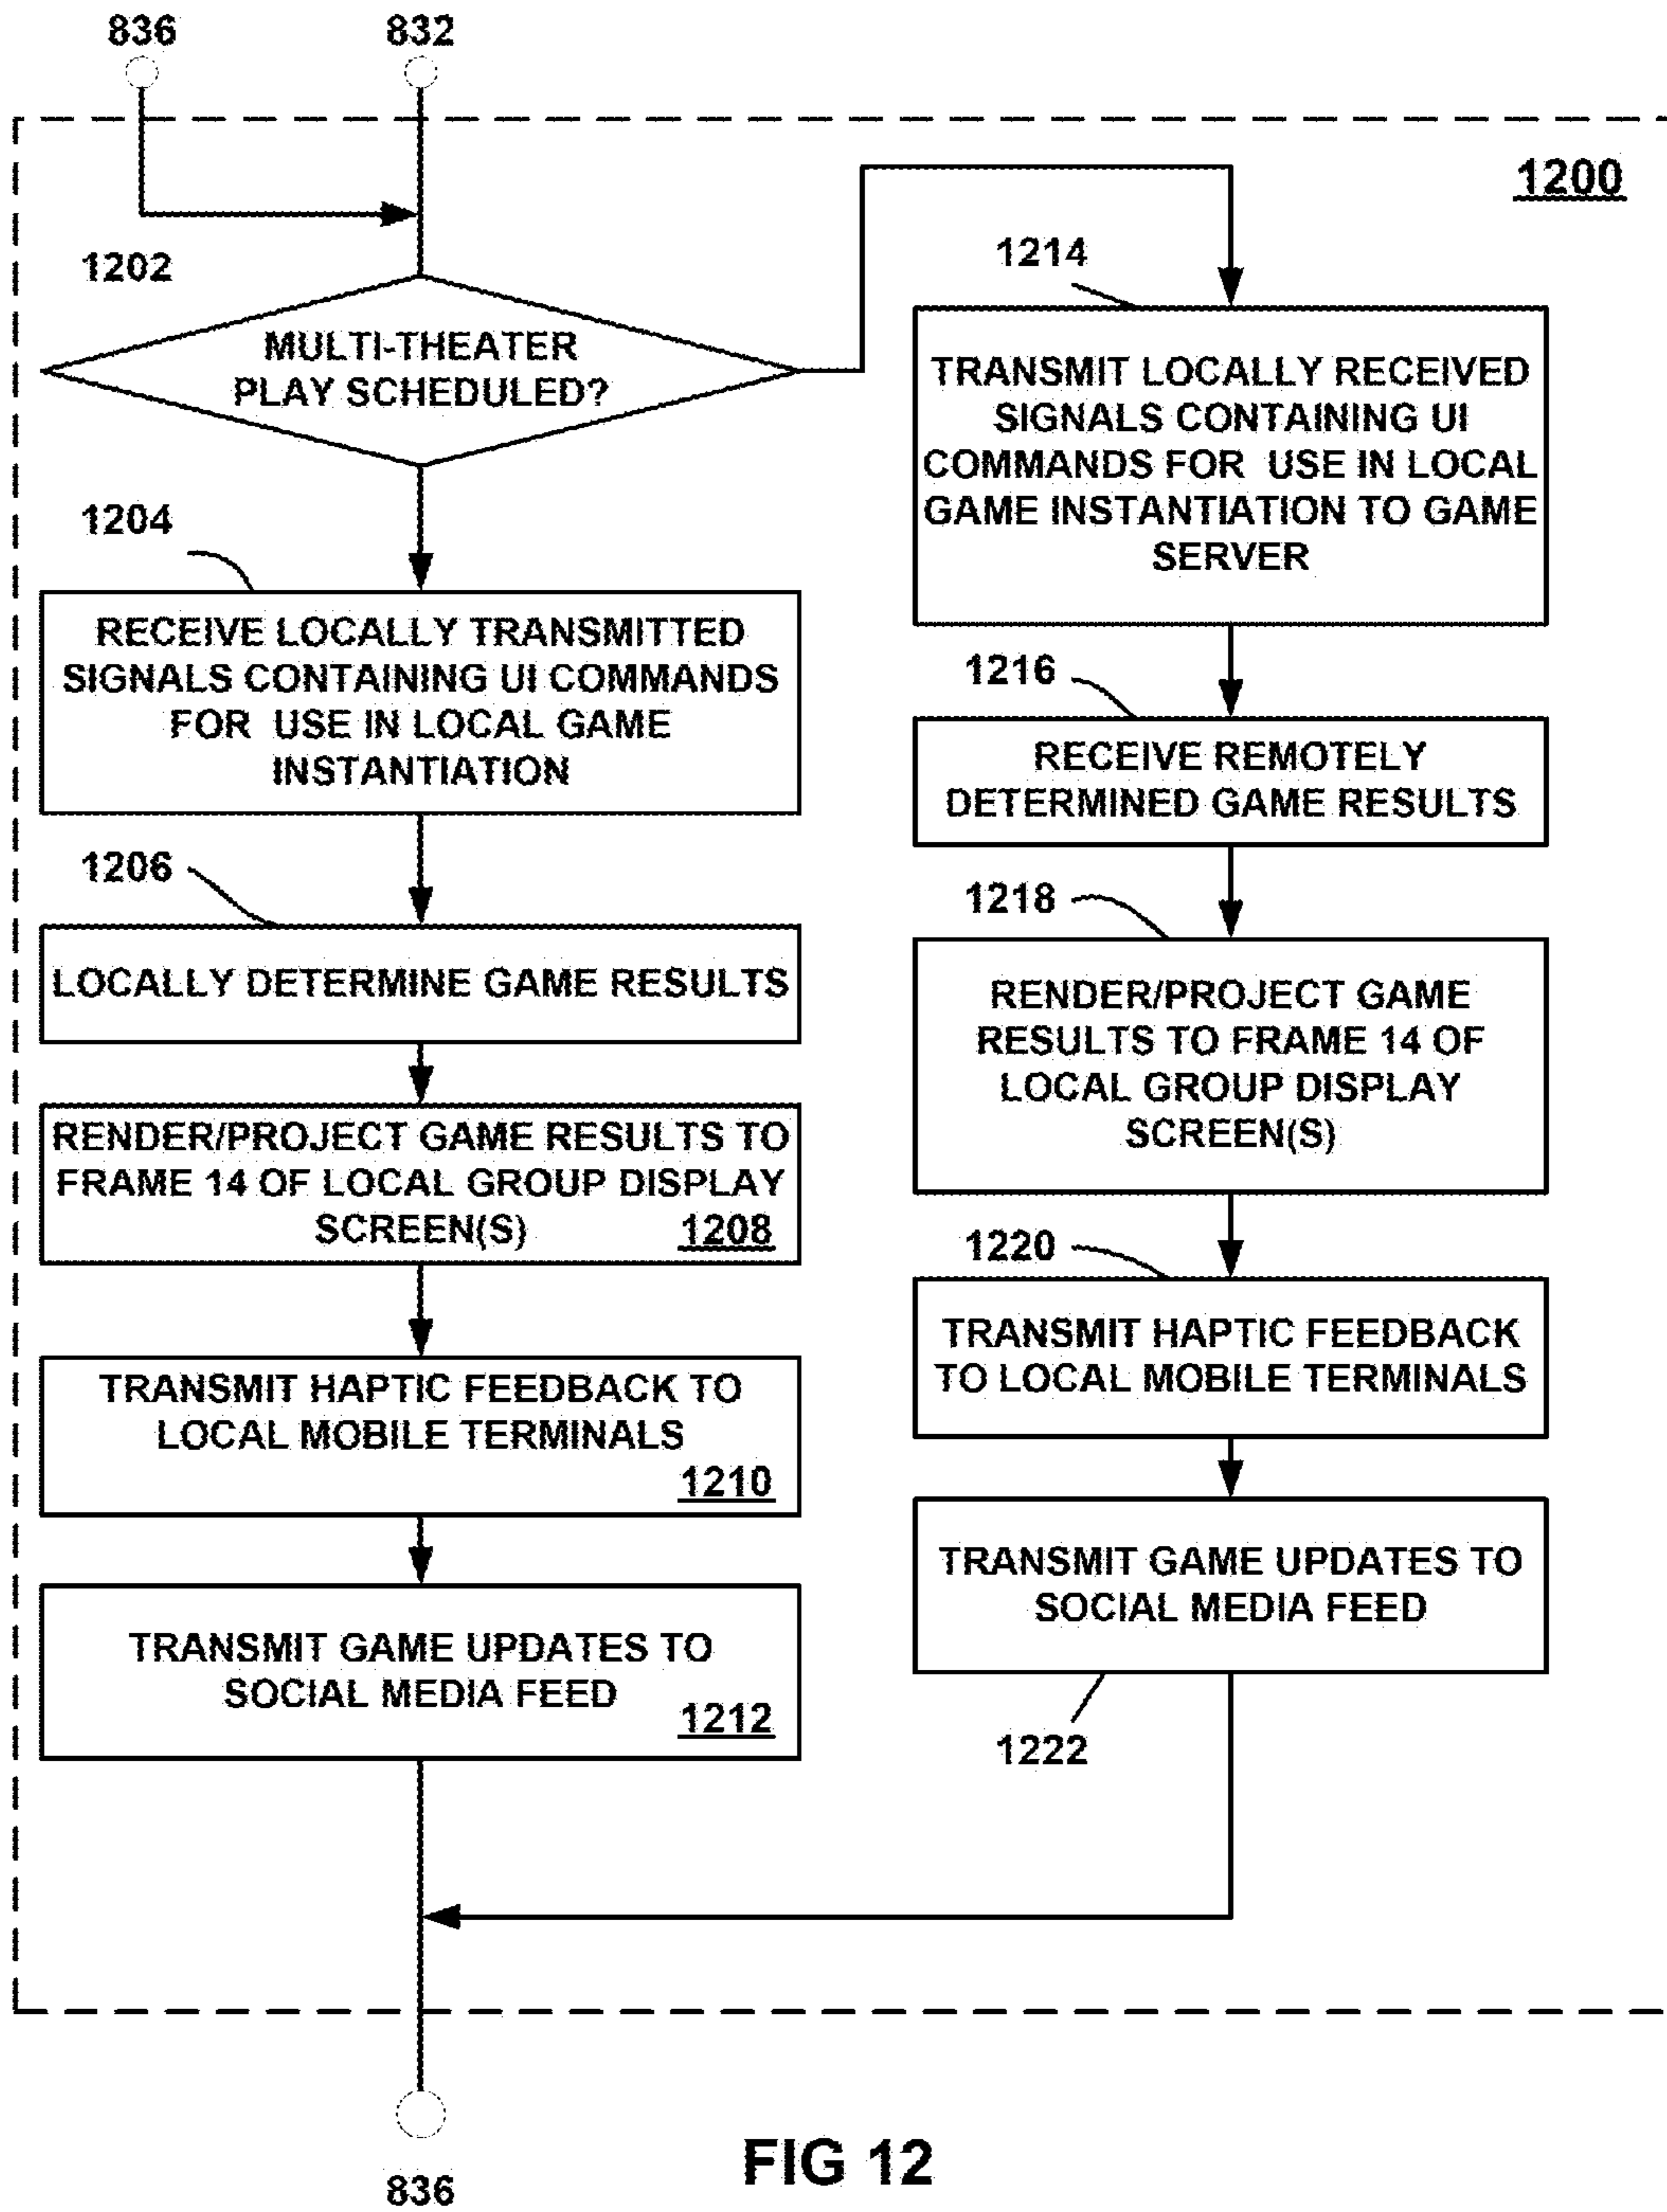 836
832
1200
1202
MULTI-THEATER
PLAY SCHEDULED?
1204
RECEIVE LOCALLY TRANSMITTED
SIGNALS CONTAINING UI COMMANDS
FOR USE IN LOCAL GAME
INSTANTIATION
1206
LOCALLY DETERMINE GAME RESULTS
RENDER/PROJECT GAME RESULTS TO
FRAME 14 OF LOCAL GROUP DISPLAY
SCREEN(S)
1208
TRANSMIT HAPTIC FEEDBACK TO
LOCAL MOBILE TERMINALS
1210
TRANSMIT GAME UPDATES TO
SOCIAL MEDIA FEED
1212
1214
TRANSMIT LOCALLY RECEIVED
SIGNALS CONTAINING UI
COMMANDS FOR USE IN LOCAL
GAME INSTANTIATION TO GAME
SERVER
1216
RECEIVE REMOTELY
DETERMINED GAME RESULTS
1218
RENDER/PROJECT GAME
RESULTS TO FRAME 14 OF
LOCAL GROUP DISPLAY
SCREEN(S)
1220
TRANSMIT HAPTIC FEEDBACK
TO LOCAL MOBILE TERMINALS
TRANSMIT GAME UPDATES TO
SOCIAL MEDIA FEED
1222
836
FIG 12